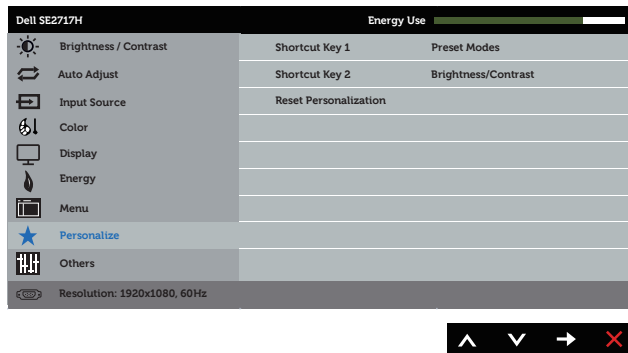 Dell SE2717H Energy Use
Brightness / Contrast Shortcut Key 1 Preset Modes
Auto Adjust Shortcut Key 2 Brightness/Contrast
Input Source Reset Personalization
Color
Display
Energy
Menu
Personalize
Others
Resolution: 1920x1080, 60Hz